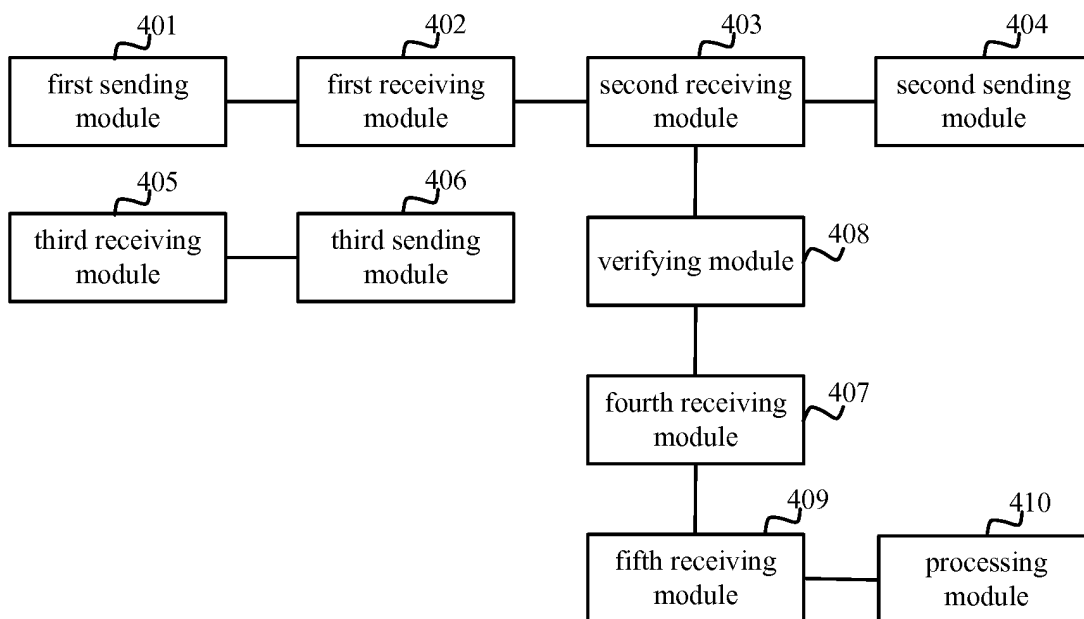 401
402
403
404
first sending
module
first receiving
module
second receiving
module
second sending
module
405
406
third receiving
module
third sending
module
verifying module
408
fourth receiving
module
407
409
410
fifth receiving
module
processing
module